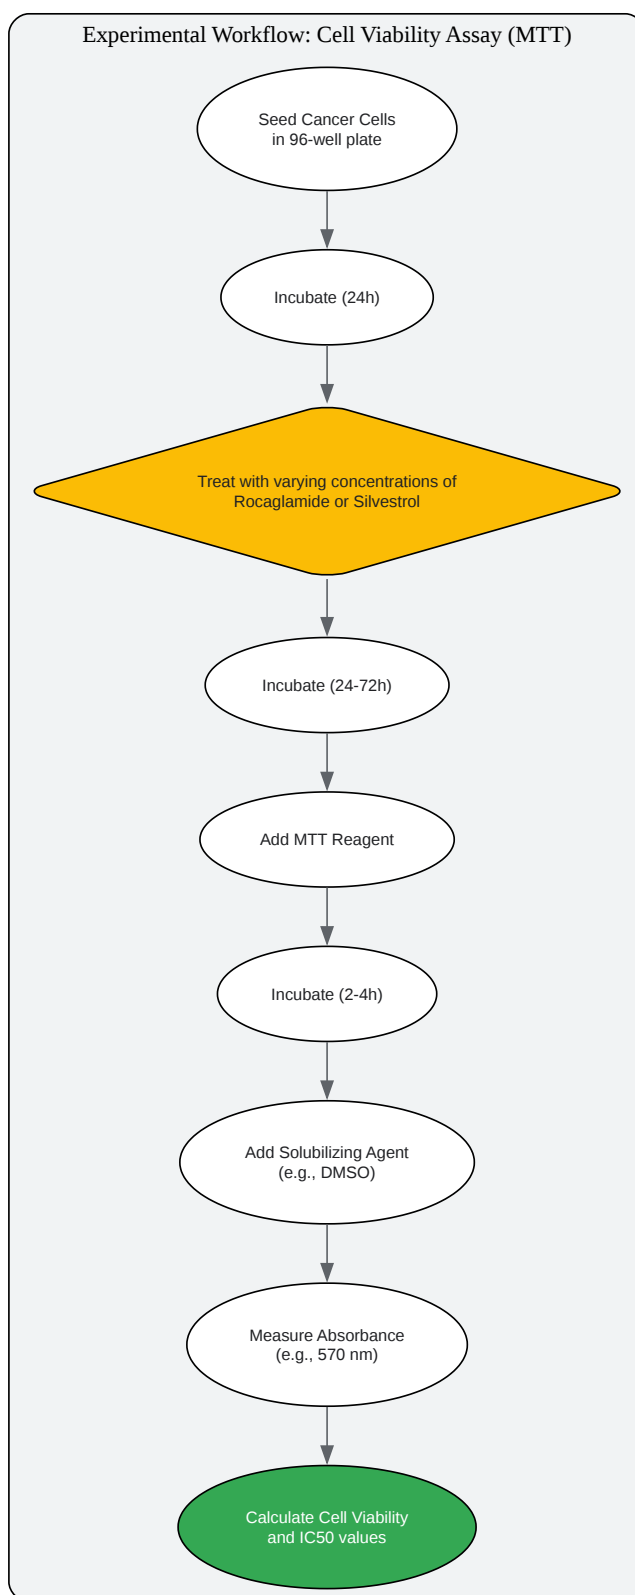 Experimental Workflow: Cell Viability Assay (MTT)
Seed Cancer Cells
in 96-well plate
Incubate (24h)
Treat with varying concentrations of
Rocaglamide or Silvestrol
Incubate (24-72h)
Add MTT Reagent
Incubate (2-4h)
Add Solubilizing Agent
(e.g., DMSO)
Measure Absorbance
(e.g., 570 nm)
Calculate Cell Viability
and IC50 values